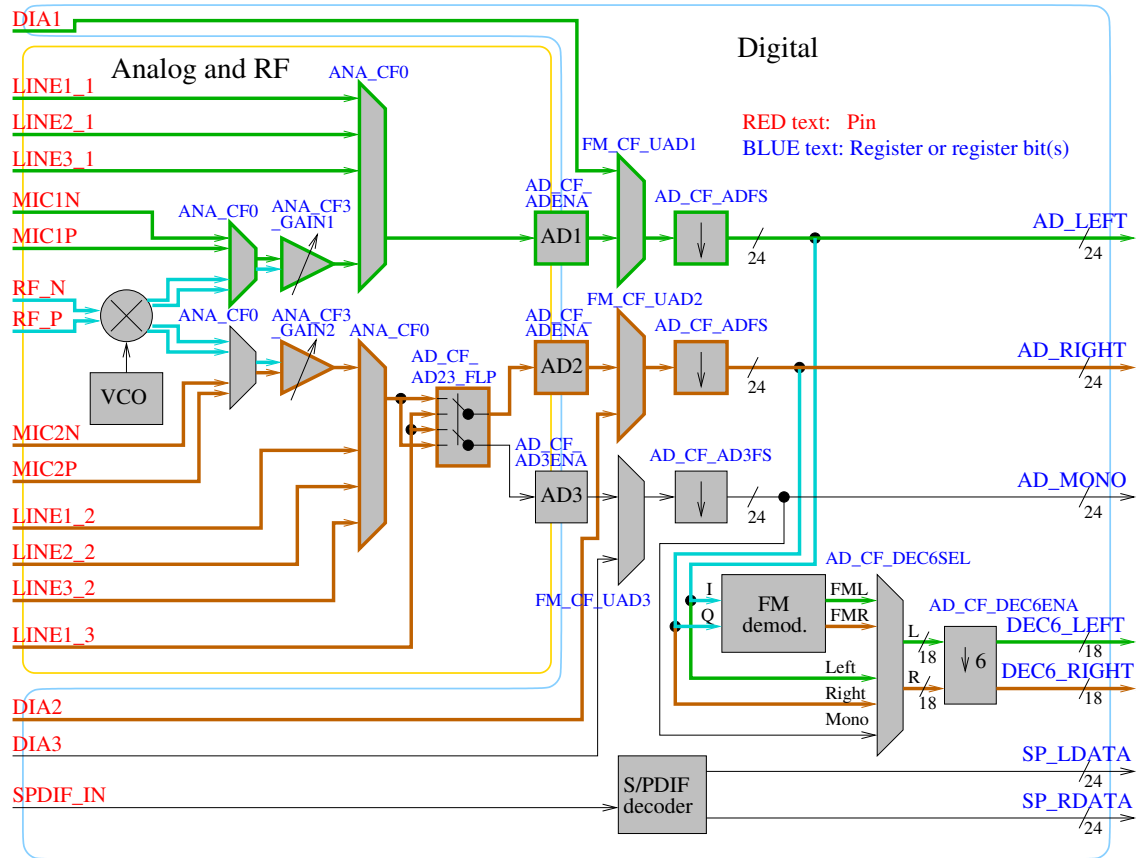 DIA1
Analog and RF
Digital
ANA_CF0
LINE1_1
LINE2_1
LINE3_1
RED text: Pin
BLUE text: Register or register bit(s)
FM_CF_UAD1
MIC1N
MIC1P
ANA_CF0
ANA_CF3
_GAIN1
AD_CF_
ADENA
AD1
AD_CF_ADFS
24
AD_LEFT
24
RF_N
RF_P
VCO
ANA_CF0
ANA_CF3
_GAIN2
ANA_CF0
AD_CF_
AD23_FLP
AD_CF_
ADENA
AD2
FM_CF_UAD2
AD_CF_ADFS
24
AD_RIGHT
24
MIC2N
MIC2P
AD_CF_
AD3ENA
AD3
AD_CF_AD3FS
24
AD_MONO
24
LINE1_2
LINE2_2
LINE3_2
LINE1_3
FM_CF_UAD3
AD_CF_DEC6SEL
I
Q
FM
demod.
FML
FMR
Left
Right
Mono
L
18
R
18
AD_CF_DEC6ENA
6
DEC6_LEFT
18
DEC6_RIGHT
18
DIA2
DIA3
SPDIF_IN
S/PDIF
decoder
SP_LDATA
24
SP_RDATA
24